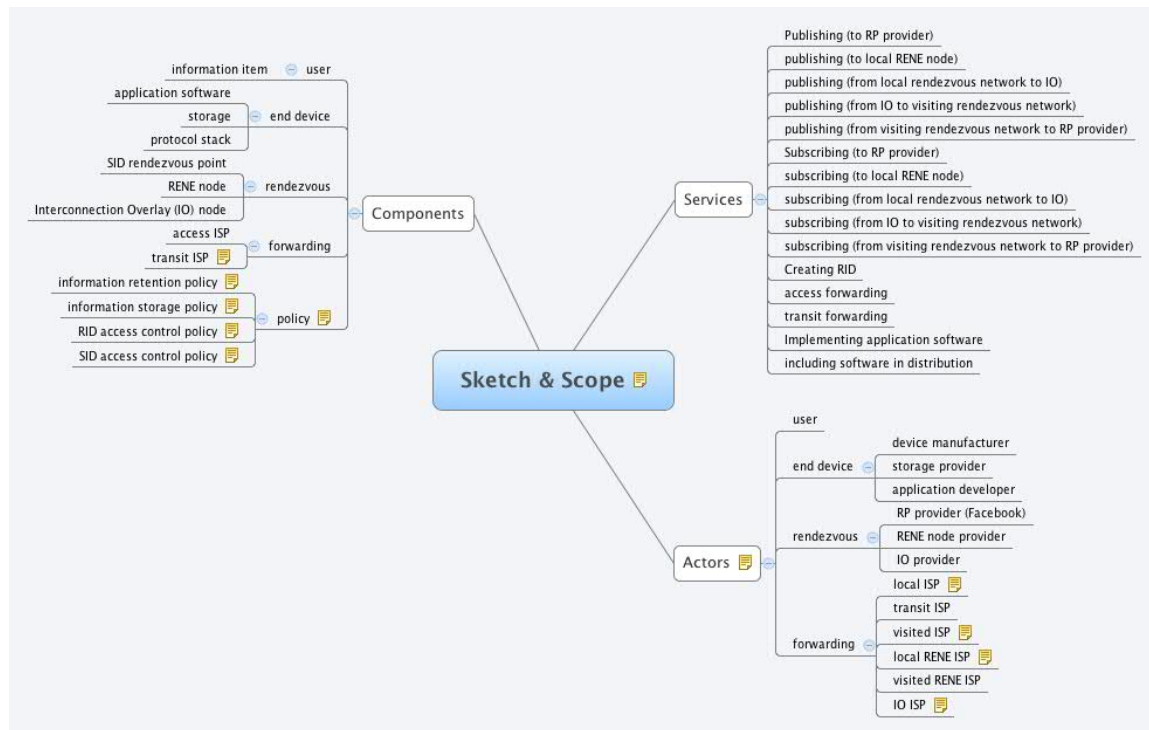 Sketch & Scope
Components
user
information item
end device
application software
storage
protocol stack
rendezvous
SID rendezvous point
RENE node
Interconnection Overlay (IO) node
forwarding
access ISP
transit ISP
policy
information retention policy
information storage policy
RID access control policy
SID access control policy
Services
Publishing (to RP provider)
publishing (to local RENE node)
publishing (from local rendezvous network to IO)
publishing (from IO to visiting rendezvous network)
publishing (from visiting rendezvous network to RP provider)
Subscribing (to RP provider)
subscribing (to local RENE node)
subscribing (from local rendezvous network to IO)
subscribing (from IO to visiting rendezvous network)
subscribing (from visiting rendezvous network to RP provider)
Creating RID
access forwarding
transit forwarding
Implementing application software
including software in distribution
Actors
user
end device
device manufacturer
storage provider
application developer
rendezvous
RP provider (Facebook)
RENE node provider
IO provider
forwarding
local ISP
transit ISP
visited ISP
local RENE ISP
visited RENE ISP
IO ISP